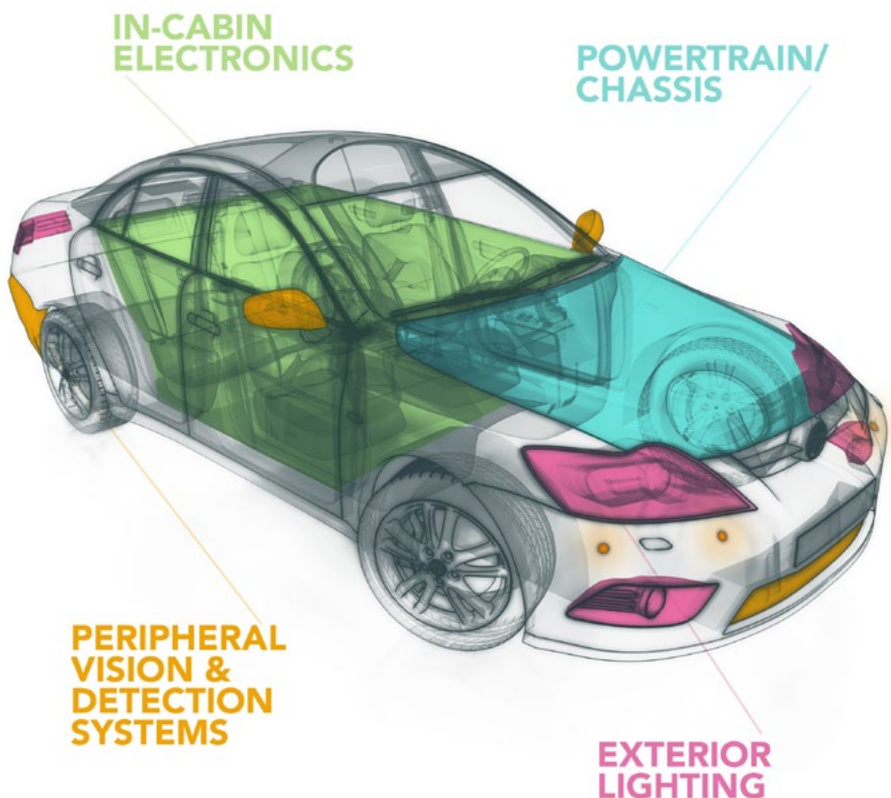 IN-CABIN
ELECTRONICS
POWERTRAIN/
CHASSIS
PERIPHERAL
VISION &
DETECTION
SYSTEMS
EXTERIOR
LIGHTING